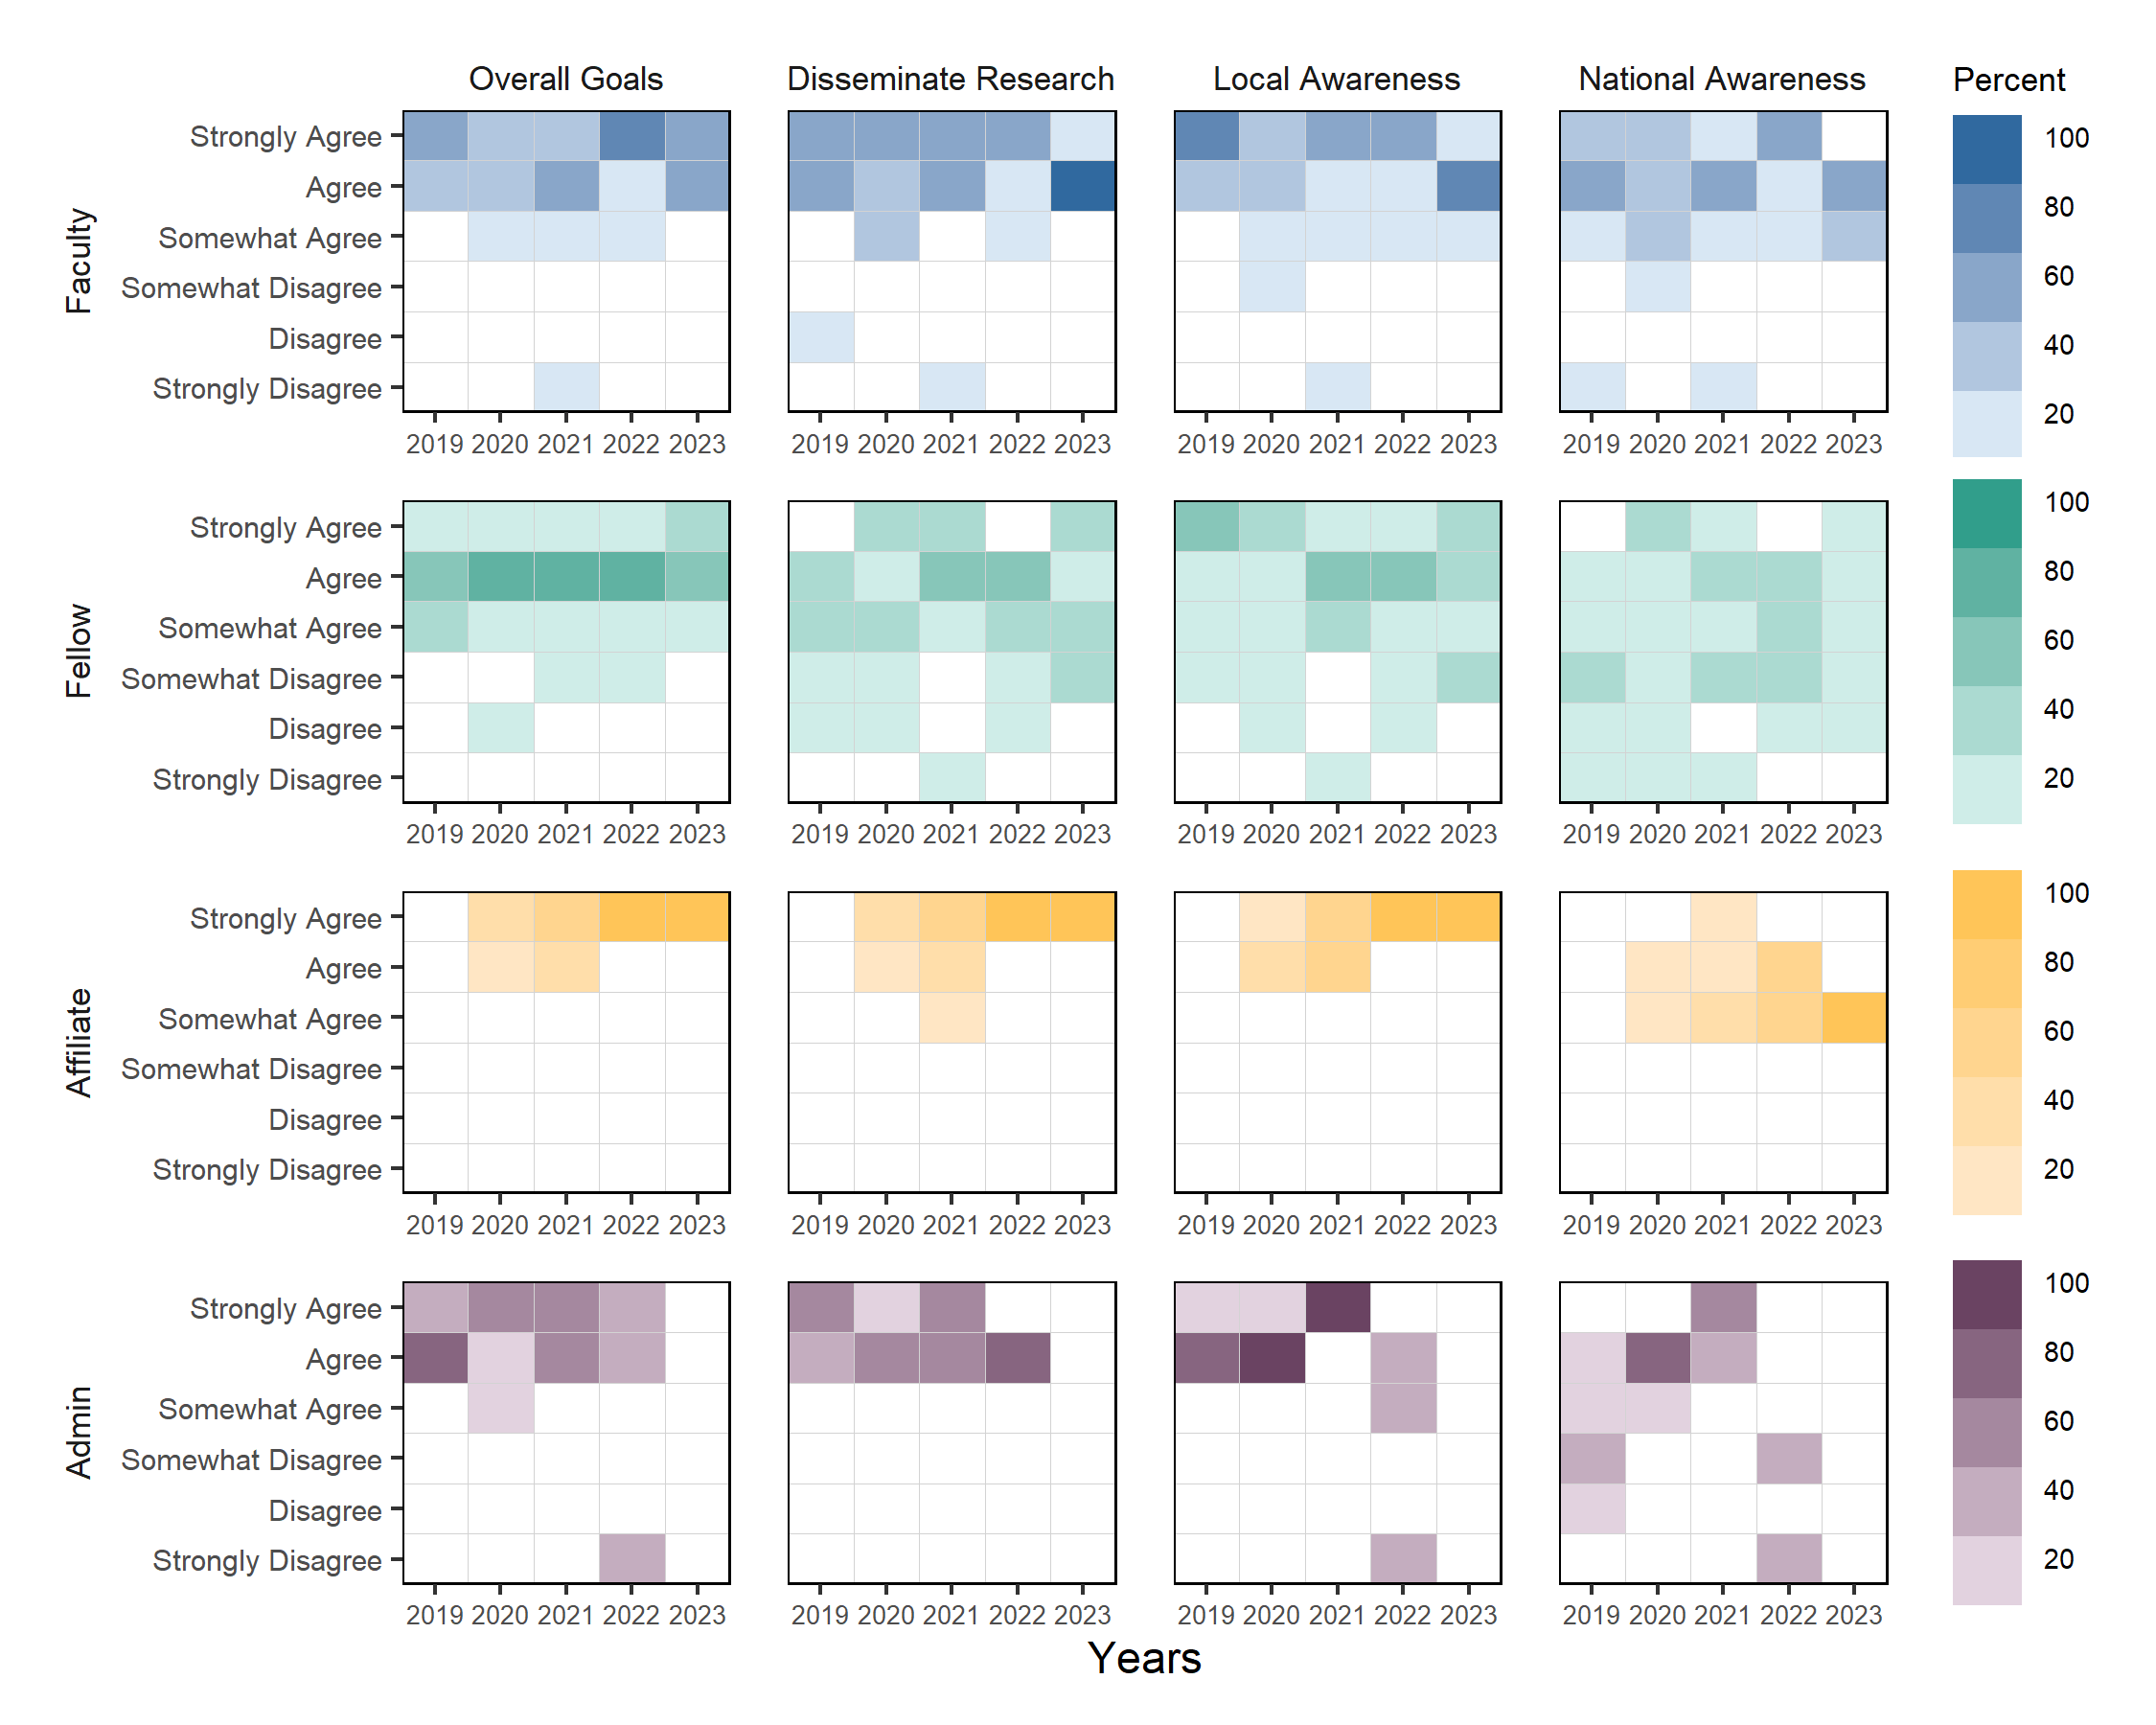 Overall Goals Disseminate Research Local Awareness National Awareness Percent
Faculty
Strongly Agree
Agree
Somewhat Agree
Somewhat Disagree
Disagree
Strongly Disagree
2019 2020 2021 2022 2023 2019 2020 2021 2022 2023 2019 2020 2021 2022 2023 2019 2020 2021 2022 2023
100
80
60
40
20
Fellow
Strongly Agree
Agree
Somewhat Agree
Somewhat Disagree
Disagree
Strongly Disagree
2019 2020 2021 2022 2023 2019 2020 2021 2022 2023 2019 2020 2021 2022 2023 2019 2020 2021 2022 2023
100
80
60
40
20
Affiliate
Strongly Agree
Agree
Somewhat Agree
Somewhat Disagree
Disagree
Strongly Disagree
2019 2020 2021 2022 2023 2019 2020 2021 2022 2023 2019 2020 2021 2022 2023 2019 2020 2021 2022 2023
100
80
60
40
20
Admin
Strongly Agree
Agree
Somewhat Agree
Somewhat Disagree
Disagree
Strongly Disagree
2019 2020 2021 2022 2023 2019 2020 2021 2022 2023 2019 2020 2021 2022 2023 2019 2020 2021 2022 2023
100
80
60
40
20
Years